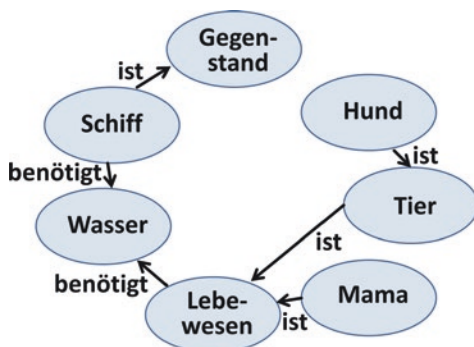 Gegen-
stand
ist
Schiff
Hund
ist
benötigt
Tier
Wasser
ist
benötigt
Lebe-
wesen
Mama
ist